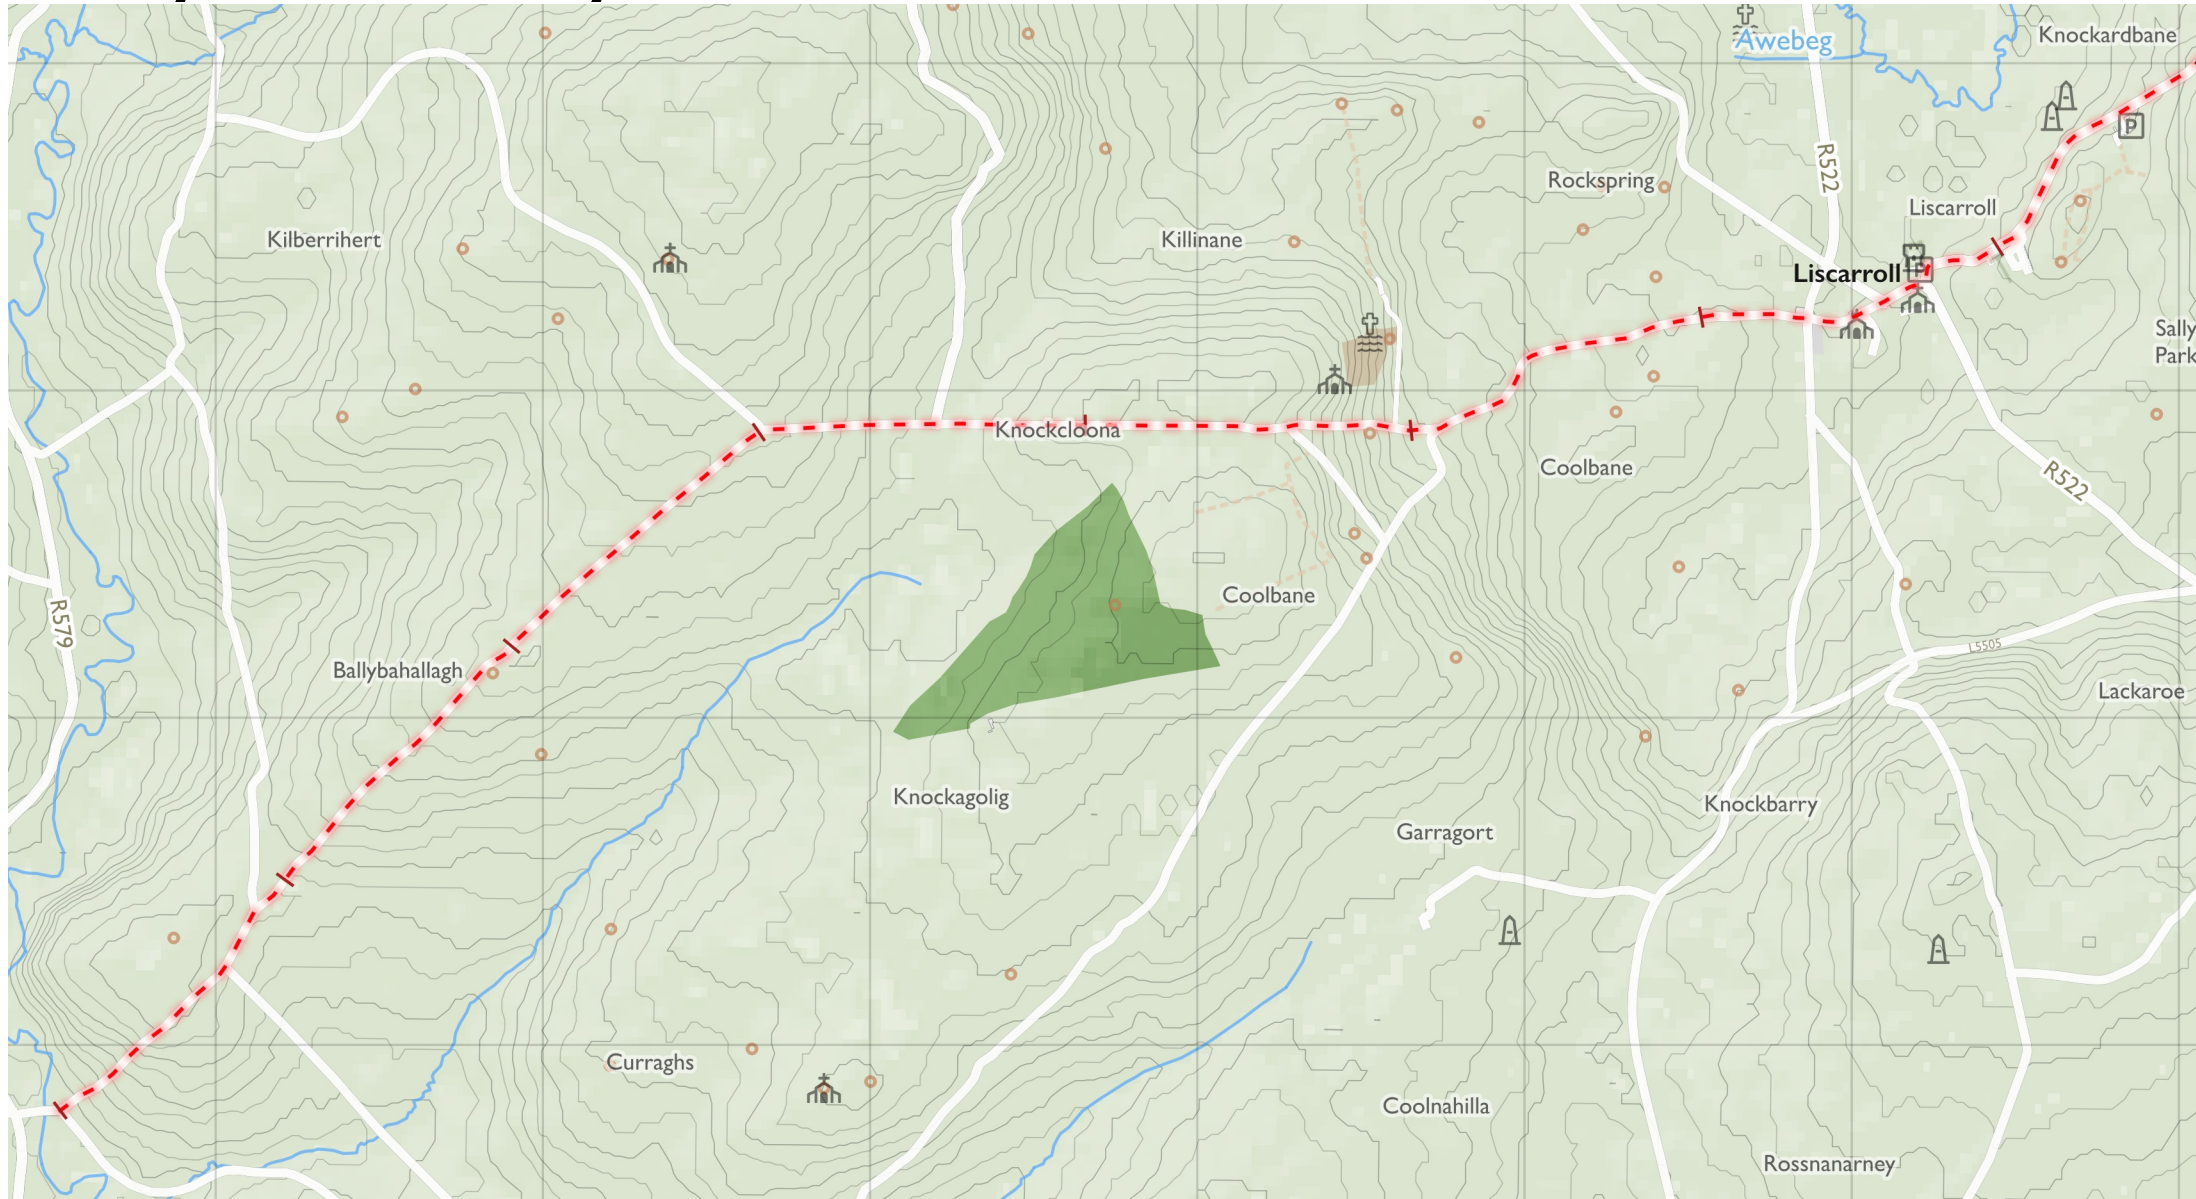 Awebeg
Knockardbane
R522
Rockspring
Liscarroll
Kilberrihert
Killinane
Liscarroll
P
P
Sally
Park
Knockcloona
Coolbane
R522
Coolbane
R579
Ballybahallagh
L5505
Lackaroe
Knockagolig
Knockbarry
Garragort
Curraghs
Coolnahilla
Rossnanarney